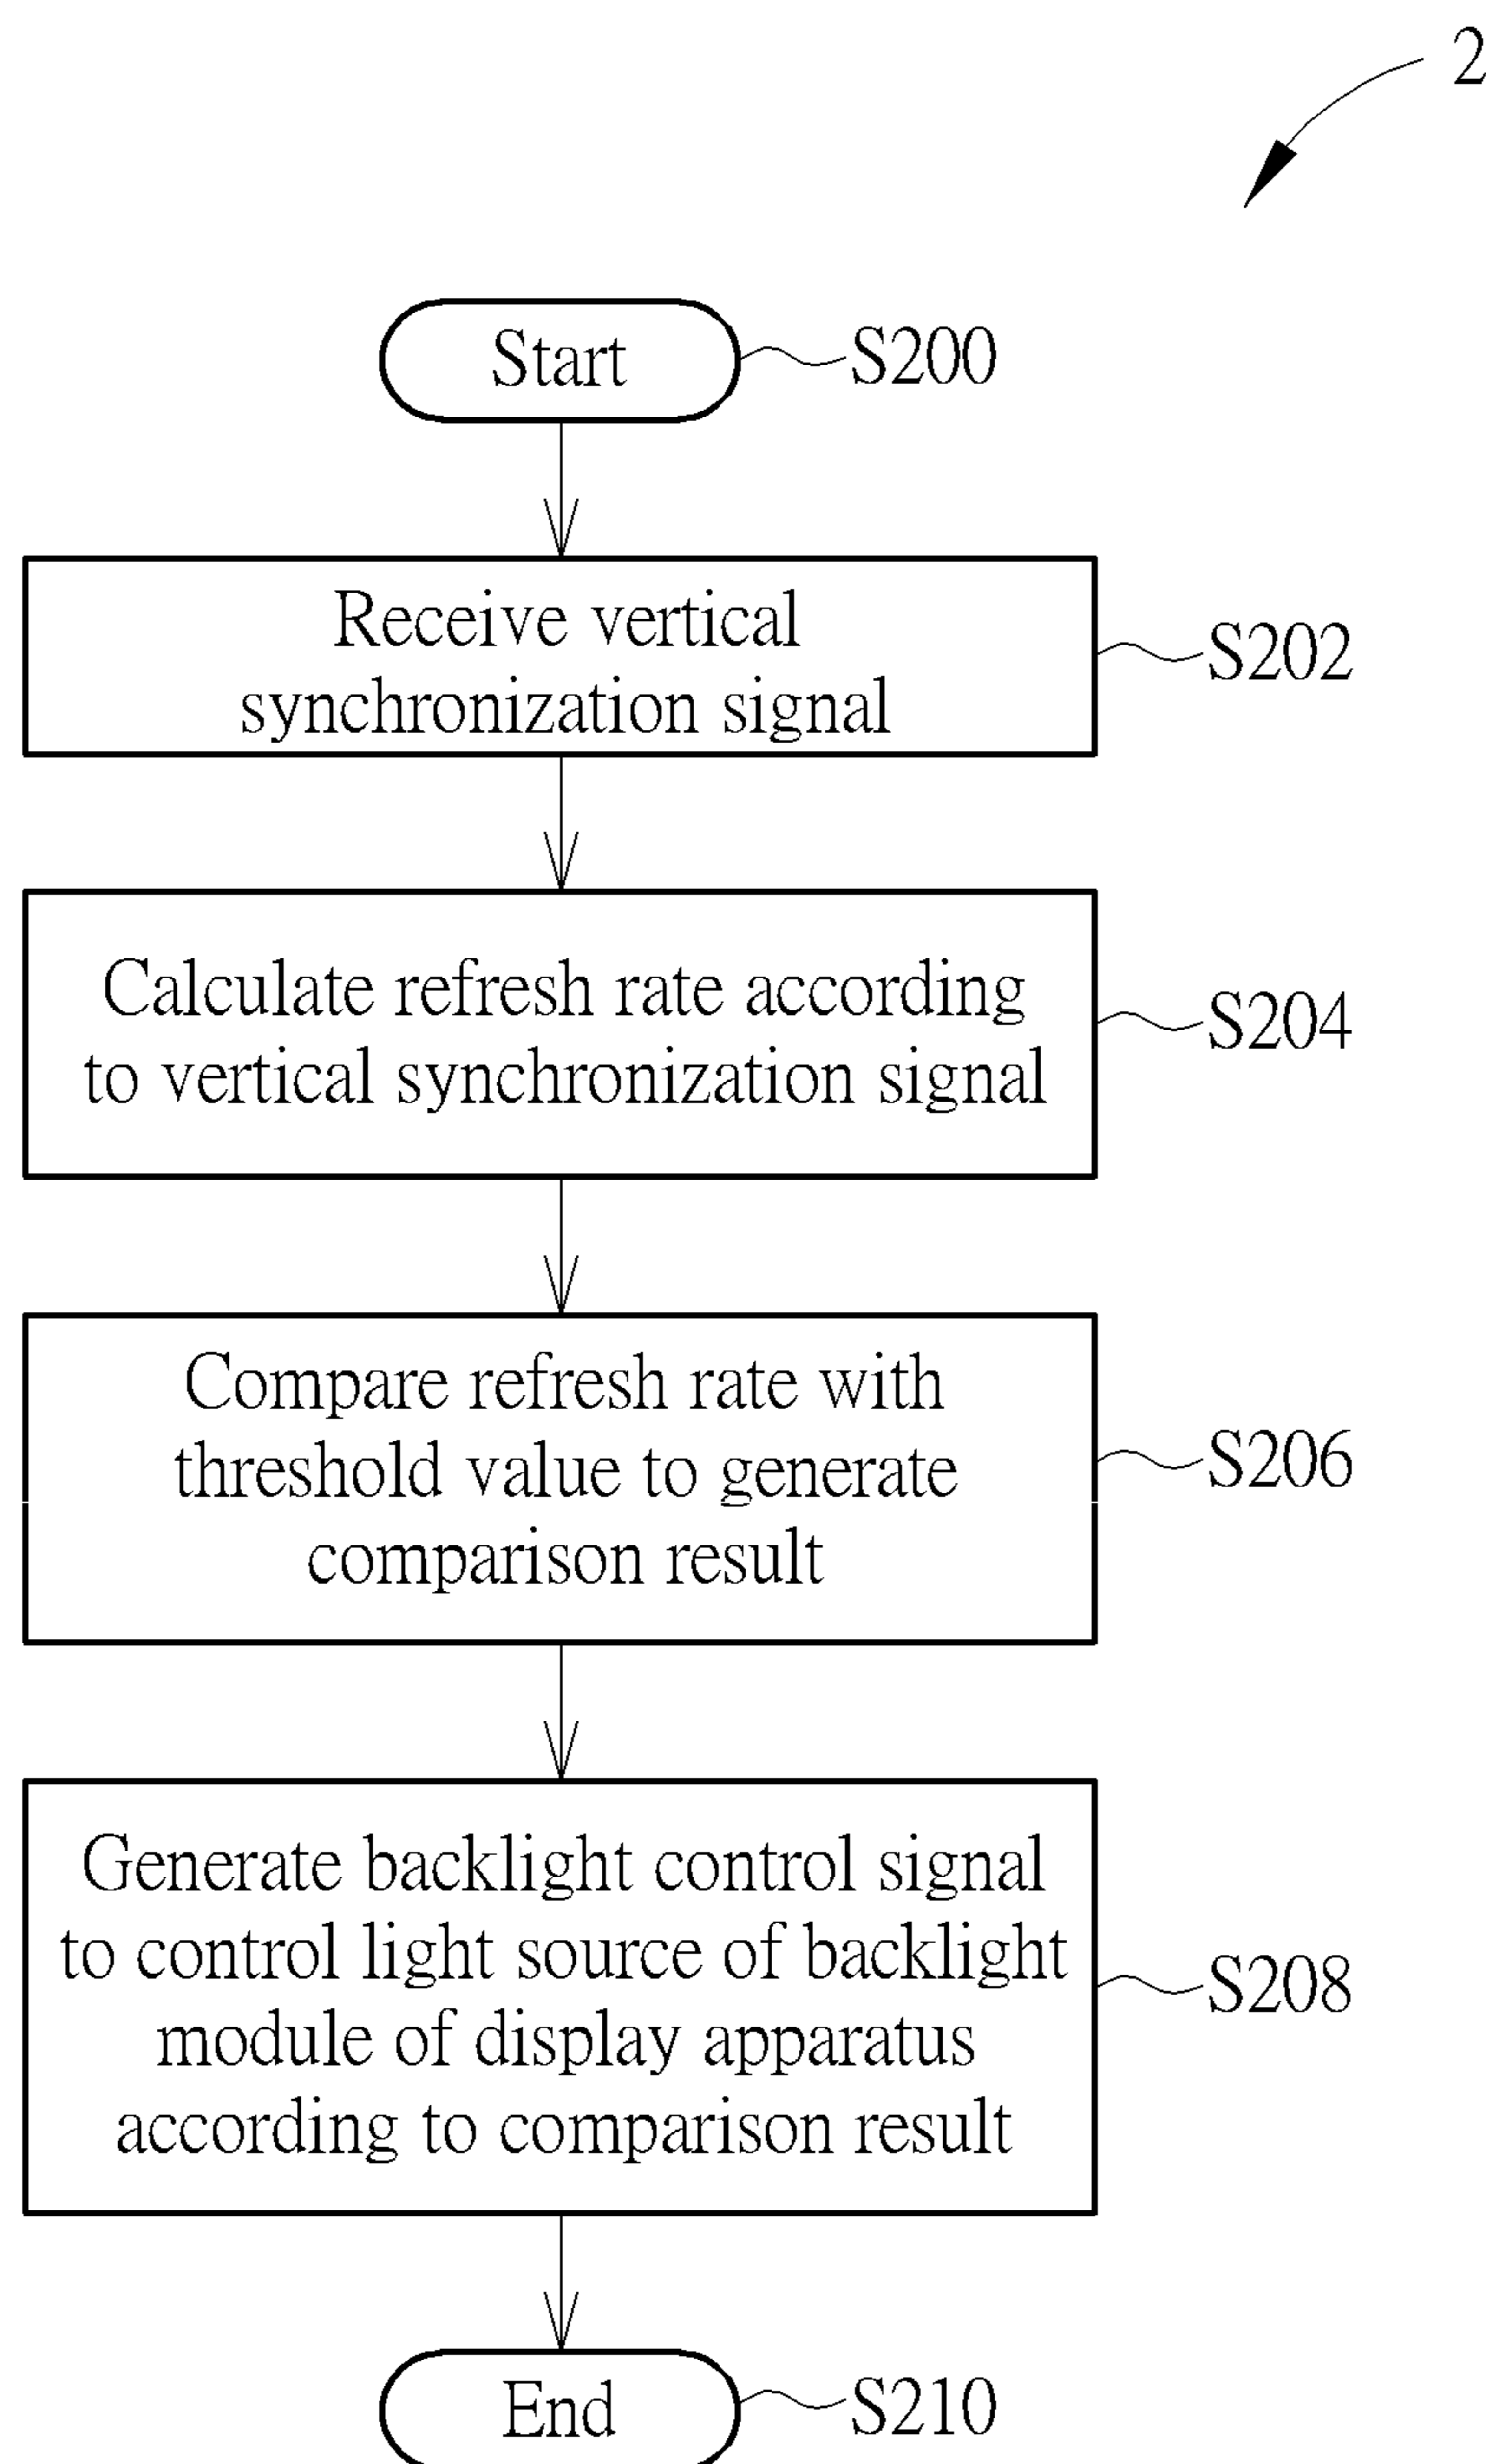 2
Start
S200
Receive vertical
synchronization signal
S202
Calculate refresh rate according
to vertical synchronization signal
S204
Compare refresh rate with
threshold value to generate
comparison result
S206
Generate backlight control signal
to control light source of backlight
module of display apparatus
according to comparison result
S208
End
S210